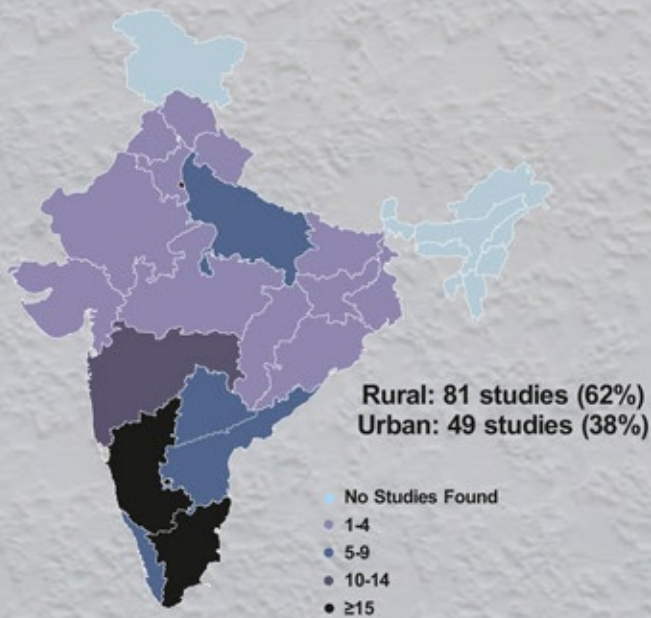 Rural: 81 studies (62%)
Urban: 49 studies (38%)
No Studies Found
1-4
5-9
10-14
≥15